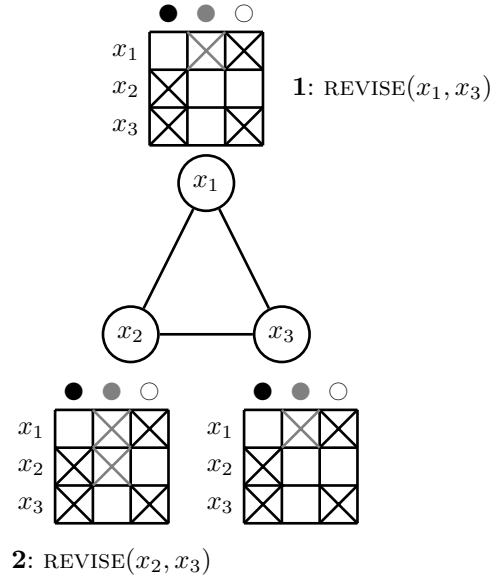 x₁
x₂
x₃
1: REVISE(x₁, x₃)
x₁
x₂
x₃
x₁
x₂
x₃
x₁
x₂
x₃
2: REVISE(x₂, x₃)